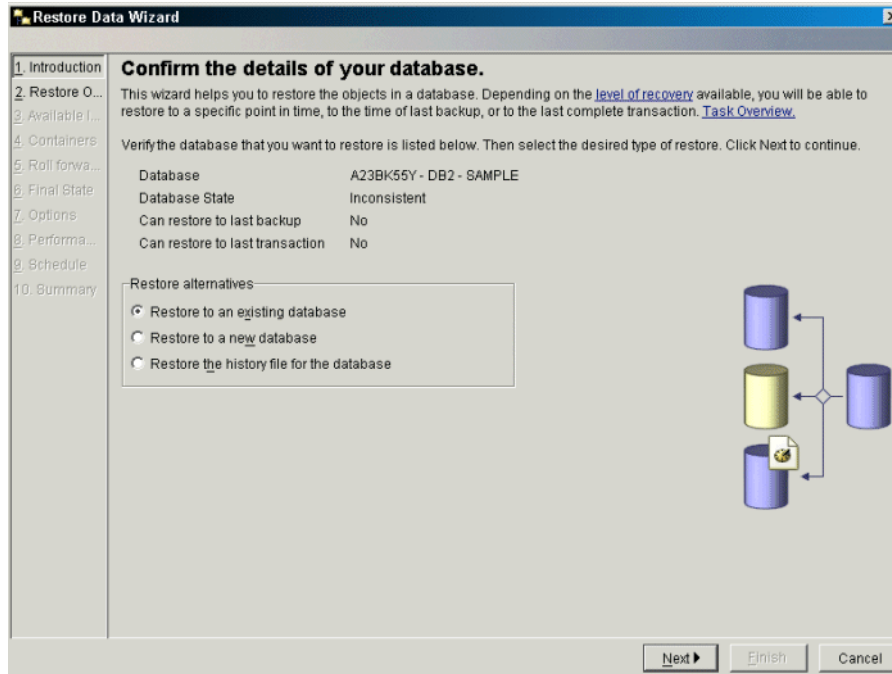 Restore Data Wizard
1. Introduction
2. Restore O...
3. Available I...
4. Containers
5. Roll forwa...
6. Final State
7. Options
8. Performa...
9. Schedule
10. Summary
Confirm the details of your database.
This wizard helps you to restore the objects in a database. Depending on the level of recovery available, you will be able to
restore to a specific point in time, to the time of last backup, or to the last complete transaction. Task Overview.
Verify the database that you want to restore is listed below. Then select the desired type of restore. Click Next to continue.
Database A23BK55Y - DB2 - SAMPLE
Database State Inconsistent
Can restore to last backup No
Can restore to last transaction No
Restore alternatives
Restore to an existing database
Restore to a new database
Restore the history file for the database
Next
Finish
Cancel